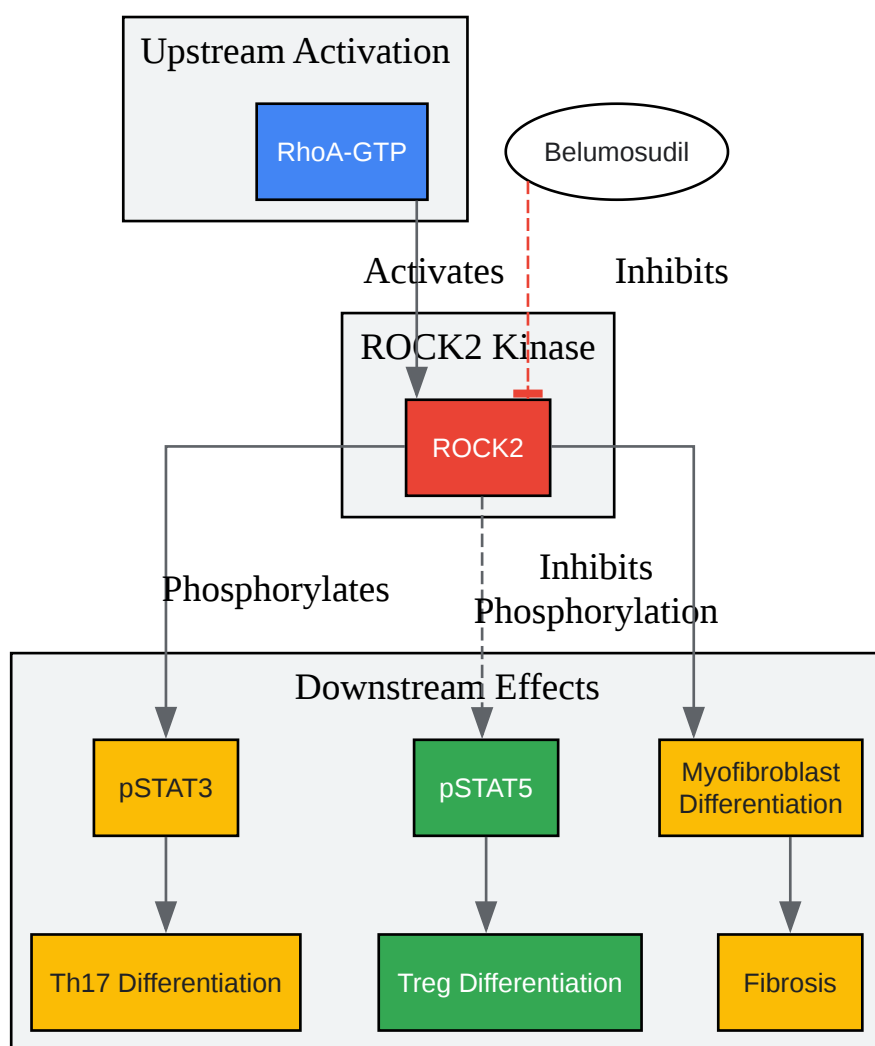 Upstream Activation
RhoA-GTP
Belumosudil
Activates
Inhibits
ROCK2 Kinase
ROCK2
Phosphorylates
Inhibits
Phosphorylation
Downstream Effects
pSTAT3
pSTAT5
Myofibroblast
Differentiation
Th17 Differentiation
Treg Differentiation
Fibrosis